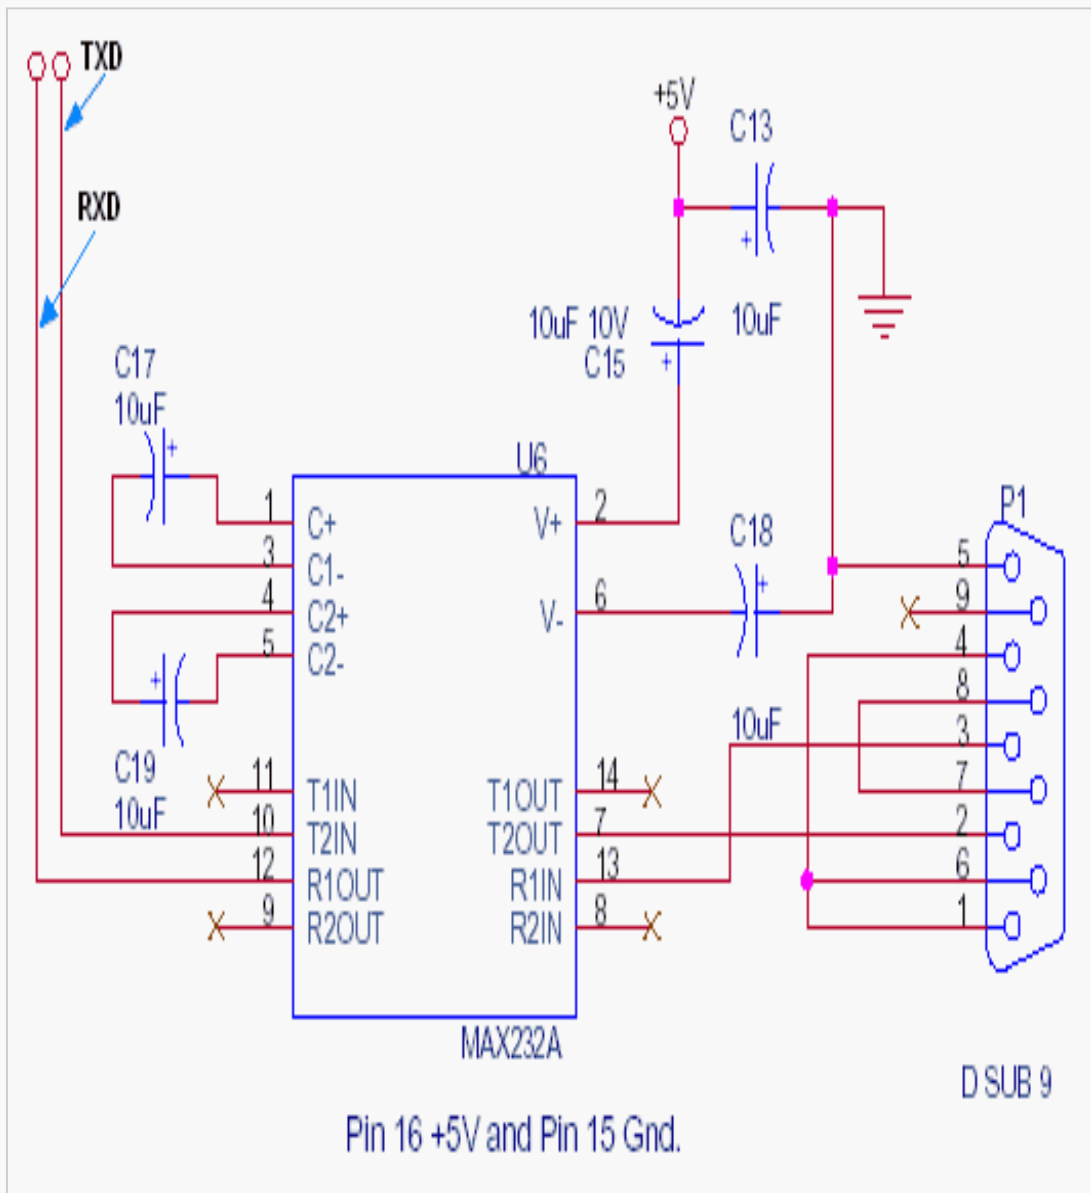 TXD
RXD
+5V
C13
10uF 10V
C15
+
+
10uF
C17
10uF
+
U6
1
C+
3
C1-
4
C2+
5
C2-
+
C19
10uF
11
T1IN
10
T2IN
12
R1OUT
9
R2OUT
V+
2
V-
6
T1OUT
14
T2OUT
7
R1IN
13
R2IN
8
C18
+
10uF
P1
5
9
4
8
3
7
2
6
1
MAX232A
D SUB 9
Pin 16 +5V and Pin 15 Gnd.